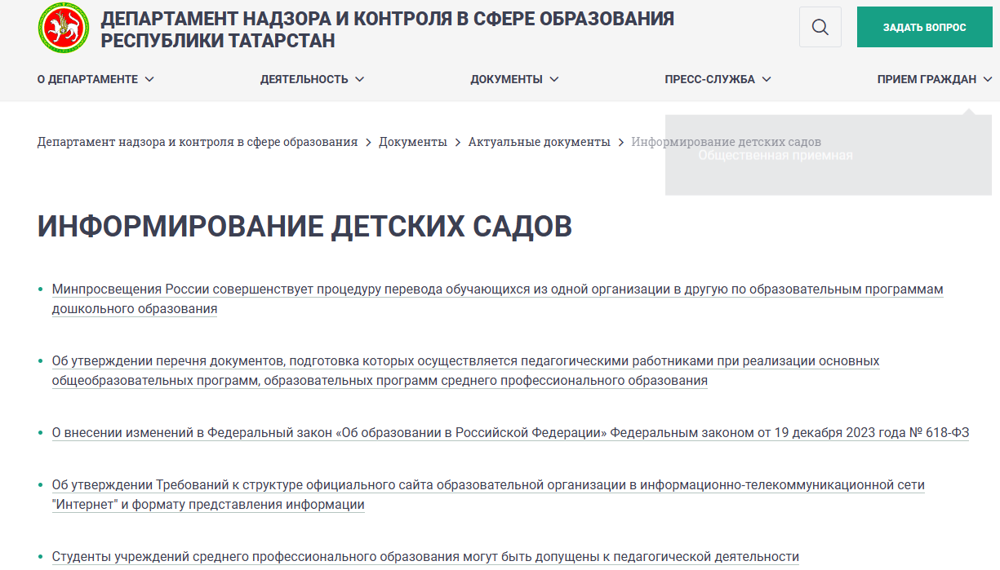 ДЕПАРТАМЕНТ НАДЗОРА И КОНТРОЛЯ В СФЕРЕ ОБРАЗОВАНИЯ
РЕСПУБЛИКИ ТАТАРСТАН
ЗАДАТЬ ВОПРОС
О ДЕПАРТАМЕНТЕ ДЕЯТЕЛЬНОСТЬ ДОКУМЕНТЫ ПРЕСС-СЛУЖБА ПРИЕМ ГРАЖДАН
Департамент надзора и контроля в сфере образования > Документы > Актуальные документы > Информирование детских садов
Общественная приемная
ИНФОРМИРОВАНИЕ ДЕТСКИХ САДОВ
Минпросвещения России совершенствует процедуру перевода обучающихся из одной организации в другую по образовательным программам
дошкольного образования
Об утверждении перечня документов, подготовка которых осуществляется педагогическими работниками при реализации основных
общеобразовательных программ, образовательных программ среднего профессионального образования
О внесении изменений в Федеральный закон «Об образовании в Российской Федерации» Федеральным законом от 19 декабря 2023 года № 618-ФЗ
Об утверждении Требований к структуре официального сайта образовательной организации в информационно-телекоммуникационной сети
"Интернет" и формату представления информации
Студенты учреждений среднего профессионального образования могут быть допущены к педагогической деятельности